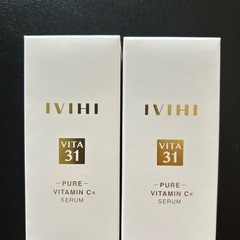 IVIHI
VITA
31
-PURE-
VITAMIN C※
SERUM
IVIHI
VITA
31
-PURE-
VITAMIN C※
SERUM